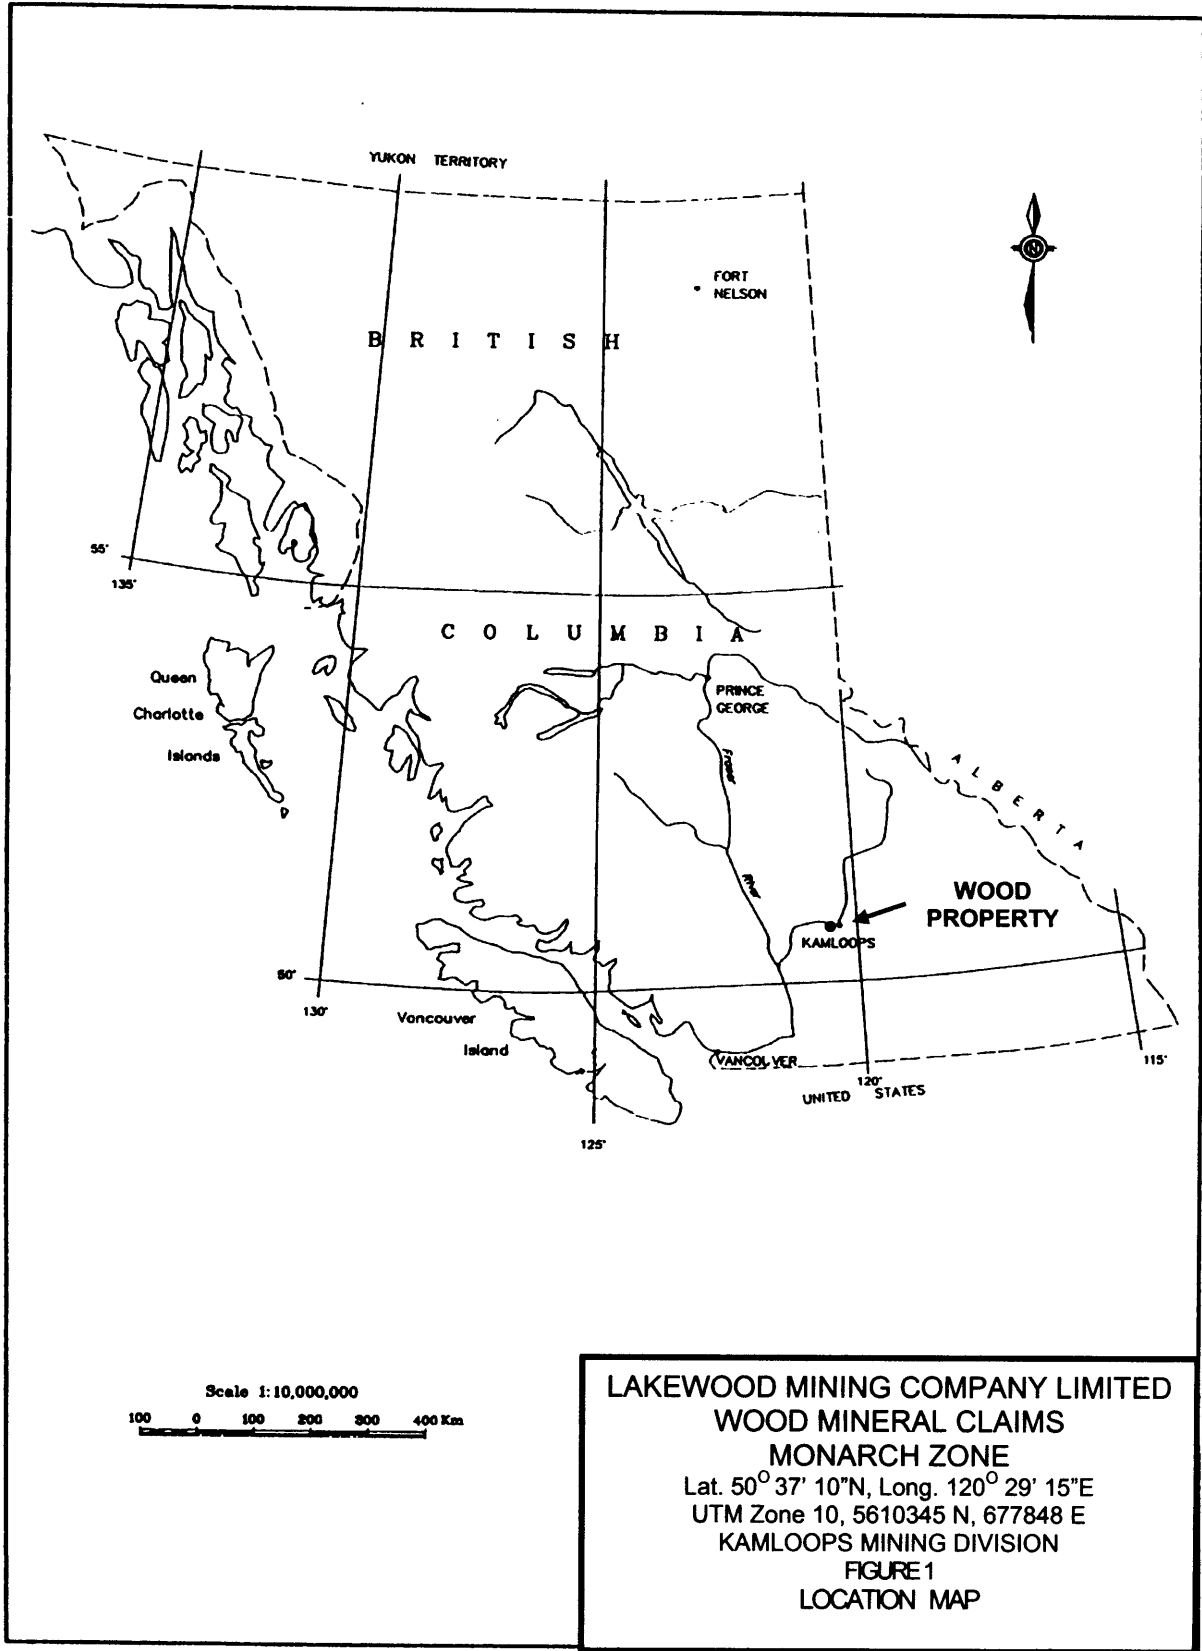 YUKON TERRITORY
N
FORT
NELSON
BRITISH
55°
135°
COLUMBIA
Queen
Charlotte
Islands
PRINCE
GEORGE
Fraser
River
ALBERTA
WOOD
PROPERTY
KAMLOOPS
50°
130°
Vancouver
Island
VANCOUVER
115°
120°
UNITED STATES
125°
Scale 1:10,000,000
100 0 100 200 300 400 Km
LAKEWOOD MINING COMPANY LIMITED
WOOD MINERAL CLAIMS
MONARCH ZONE
Lat. 50° 37' 10"N, Long. 120° 29' 15"E
UTM Zone 10, 5610345 N, 677848 E
KAMLOOPS MINING DIVISION
FIGURE 1
LOCATION MAP